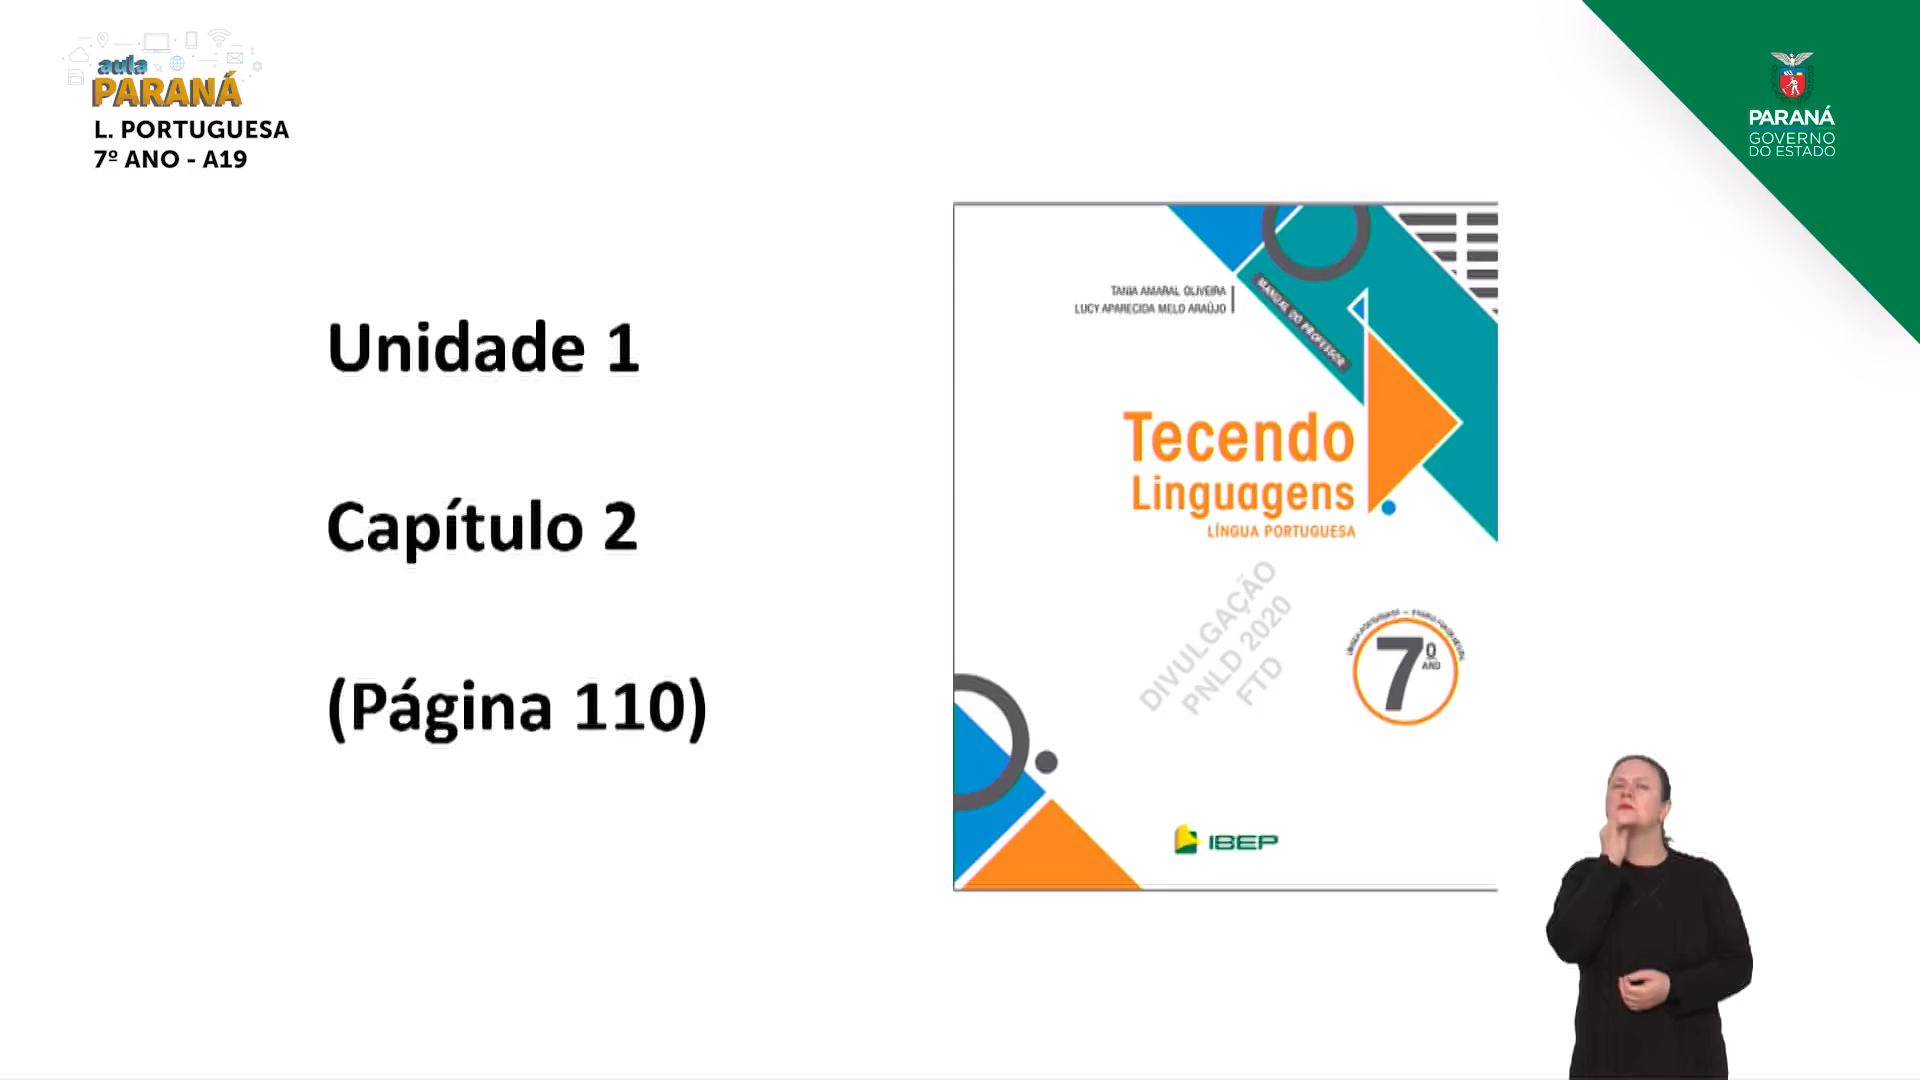 aula
PARANÁ
L. PORTUGUESA
7º ANO - A19
PARANÁ
GOVERNO
DO ESTADO
Unidade 1
Capítulo 2
(Página 110)
TANIA AMARAL OLIVEIRA
LUCY APARECIDA MELO ARAÚJO
MANUAL DO PROFESSOR
Tecendo
Linguagens
LÍNGUA PORTUGUESA
DIVULGAÇÃO
PNLD 2020
FTD
7º
ANO
IBEP